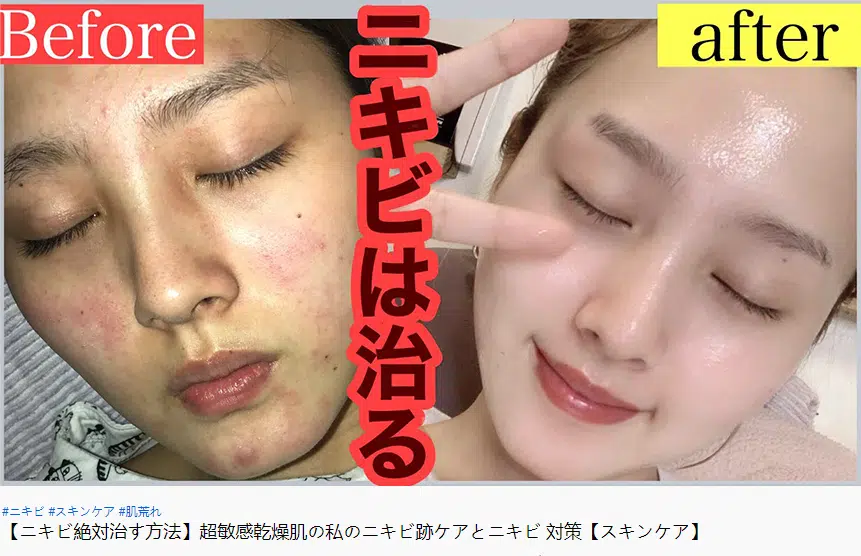 Before
after
ニキビは治る
#ニキビ #スキンケア #肌荒れ
【ニキビ絶対治す方法】超敏感乾燥肌の私のニキビ跡ケアとニキビ 対策【スキンケア】